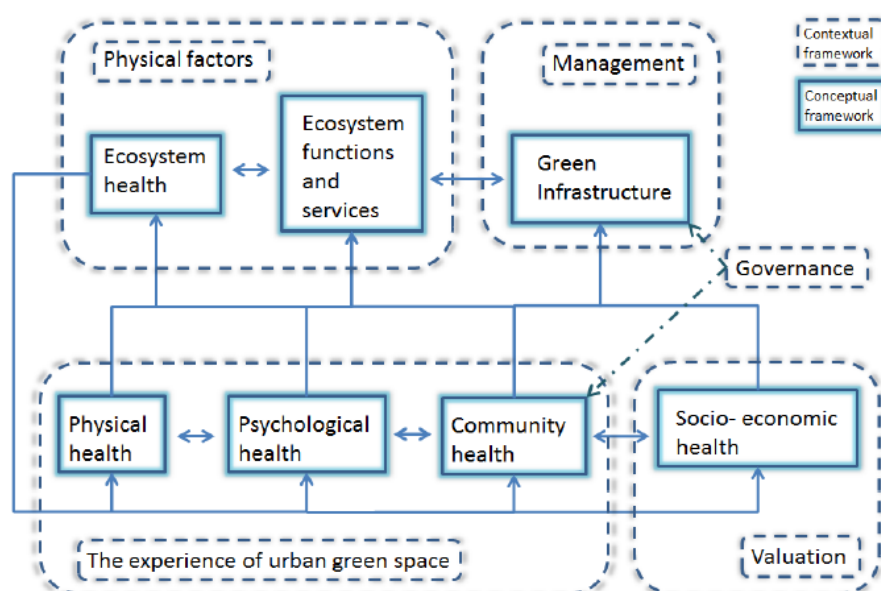 Physical factors
Management
Contextual
framework
Conceptual
framework
Ecosystem
health
Ecosystem
functions
and
services
Green
Infrastructure
Governance
Physical
health
Psychological
health
Community
health
Socio- economic
health
The experience of urban green space
Valuation